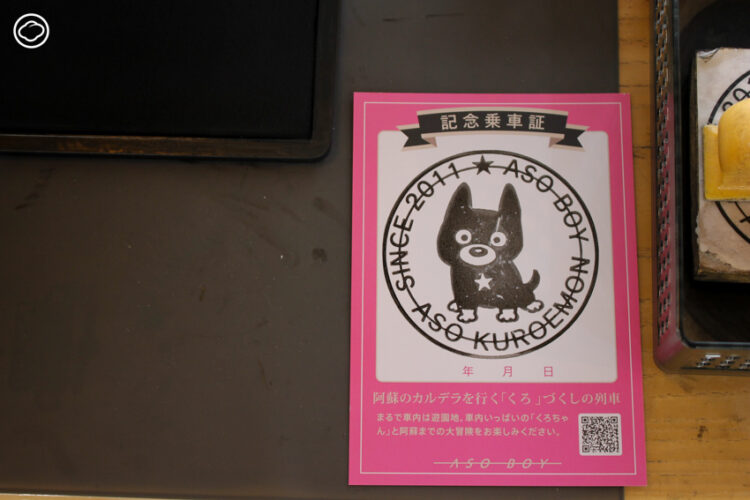 記念乗車証
SINCE 2011 ★ ASO BOY
ASO KUROEMON
年 月 日
阿蘇のカルデラを行く「くろ」づくしの列車
まるで車内は遊園地。車内いっぱいの「くろちゃ
ん」と阿蘇までの大冒険をお楽しみください。
ASO BOY